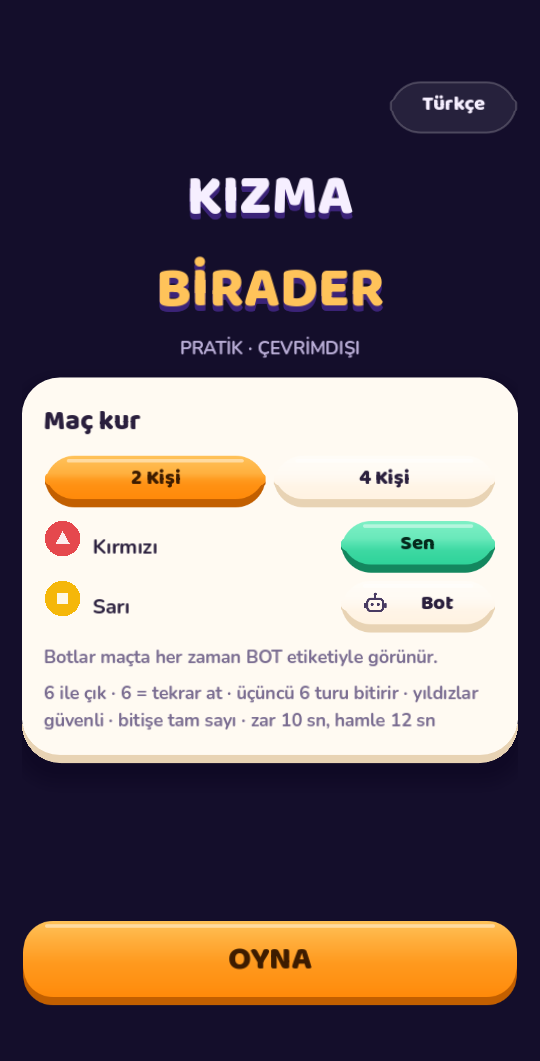 Türkçe
KIZMA
BİRADER
PRATİK · ÇEVRİMDIŞI
Maç kur
2 Kişi
4 Kişi
Kırmızı
Sen
Sarı
Bot
Botlar maçta her zaman BOT etiketiyle görünür.
6 ile çık · 6 = tekrar at · üçüncü 6 turu bitirir · yıldızlar
güvenli · bitişe tam sayı · zar 10 sn, hamle 12 sn
OYNA